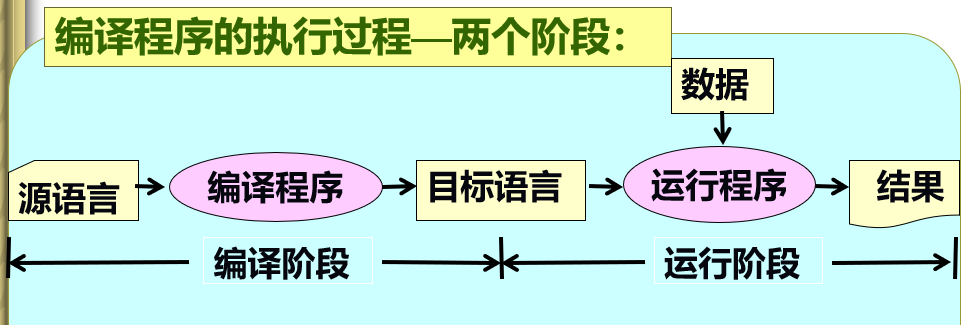 编译程序的执行过程—两个阶段：
数据
源语言
编译程序
目标语言
运行程序
结果
编译阶段
运行阶段